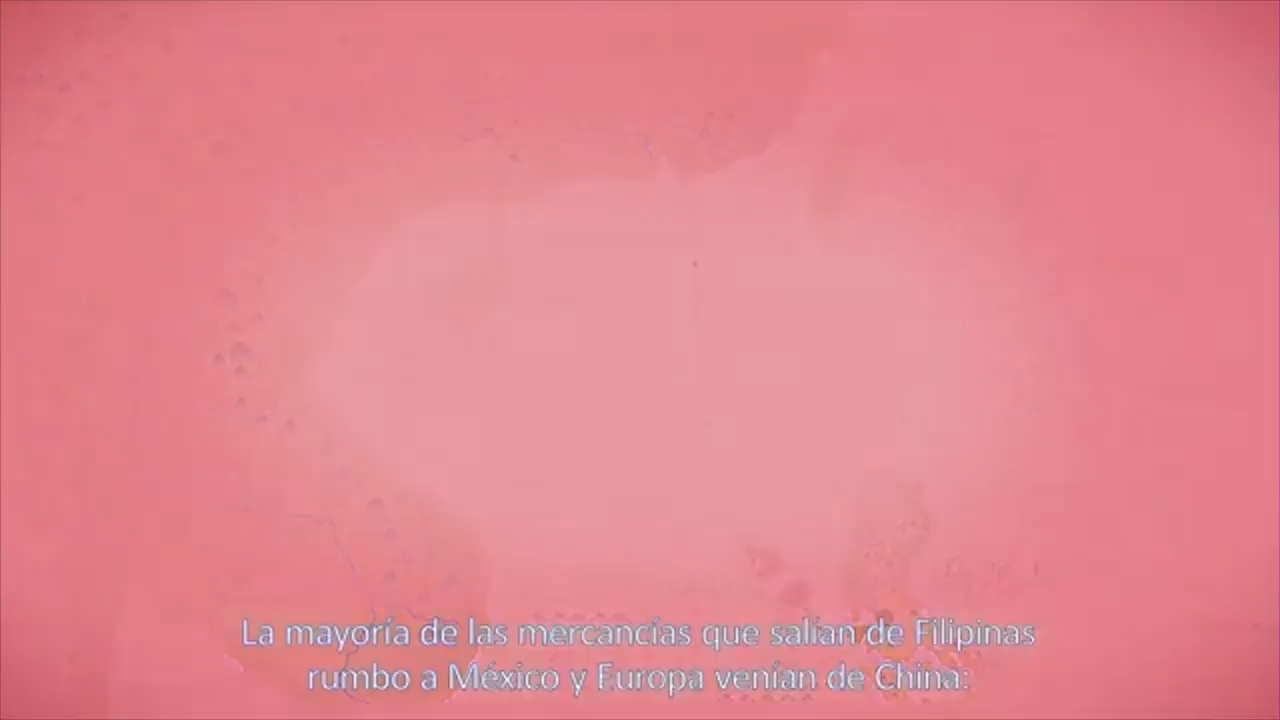 La mayoría de las mercancías que salían de Filipinas
rumbo a México y Europa venían de China: